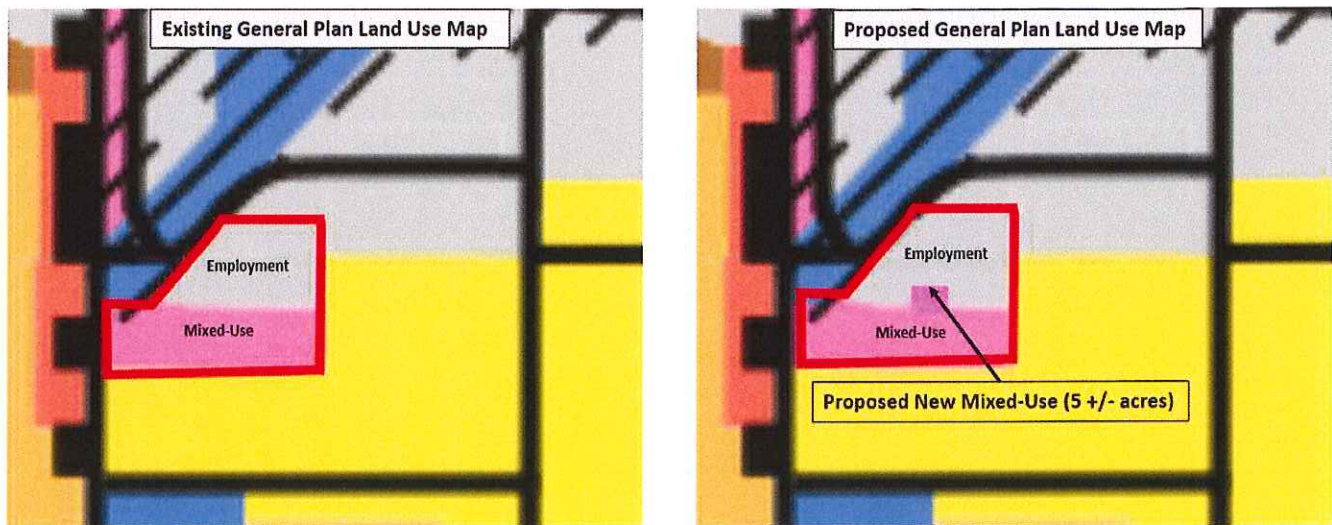 Existing General Plan Land Use Map
Employment
Mixed-Use
Proposed General Plan Land Use Map
Employment
Mixed-Use
Proposed New Mixed-Use (5 +/- acres)